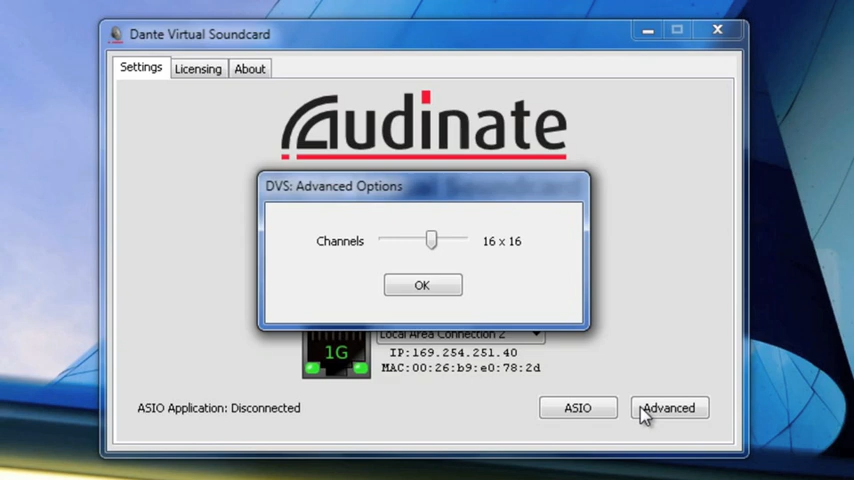 Dante Virtual Soundcard
Settings Licensing About
Audinate
DVS: Advanced Options
Channels 16 x 16
OK
Local Area Connection 2
1G
IP:169.254.251.40
MAC:00:26:b9:e0:78:2d
ASIO Application: Disconnected ASIO Advanced